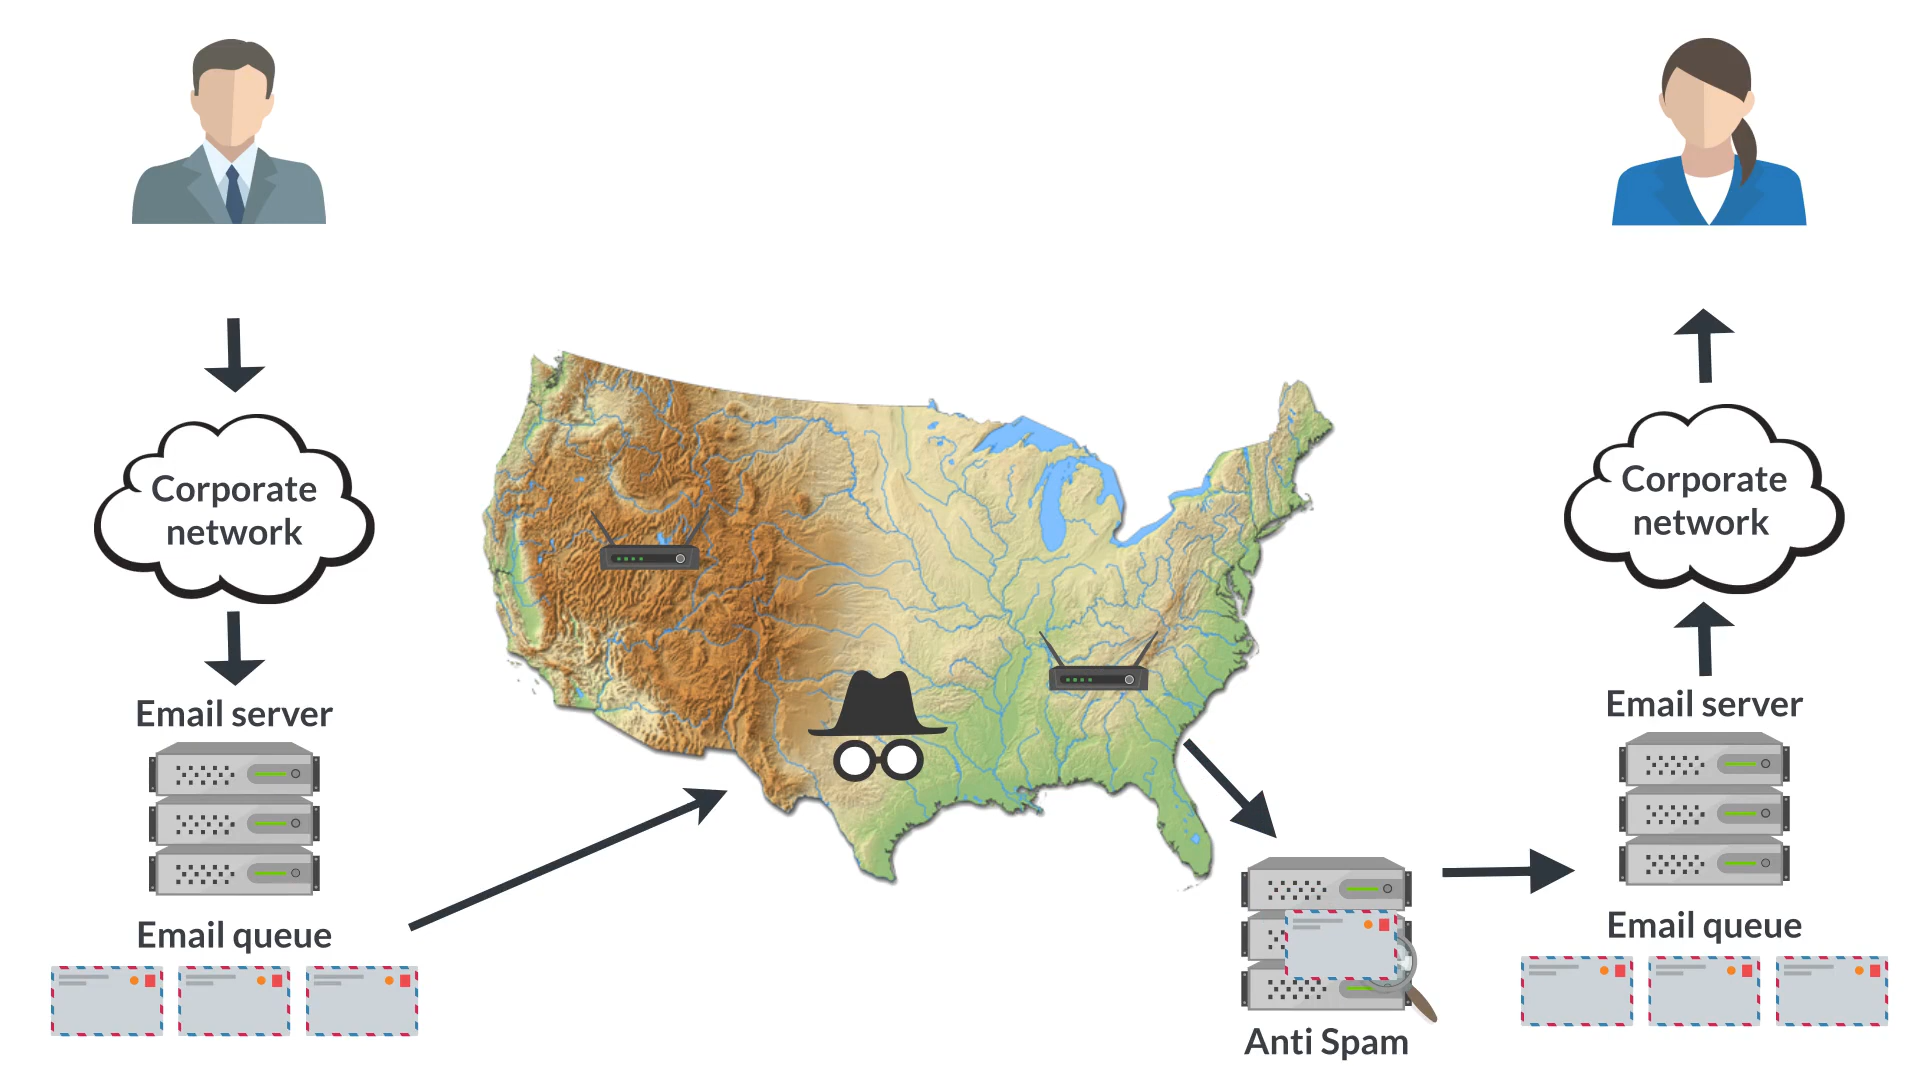 Corporate
network
Email server
Email queue
Anti Spam
Corporate
network
Email server
Email queue